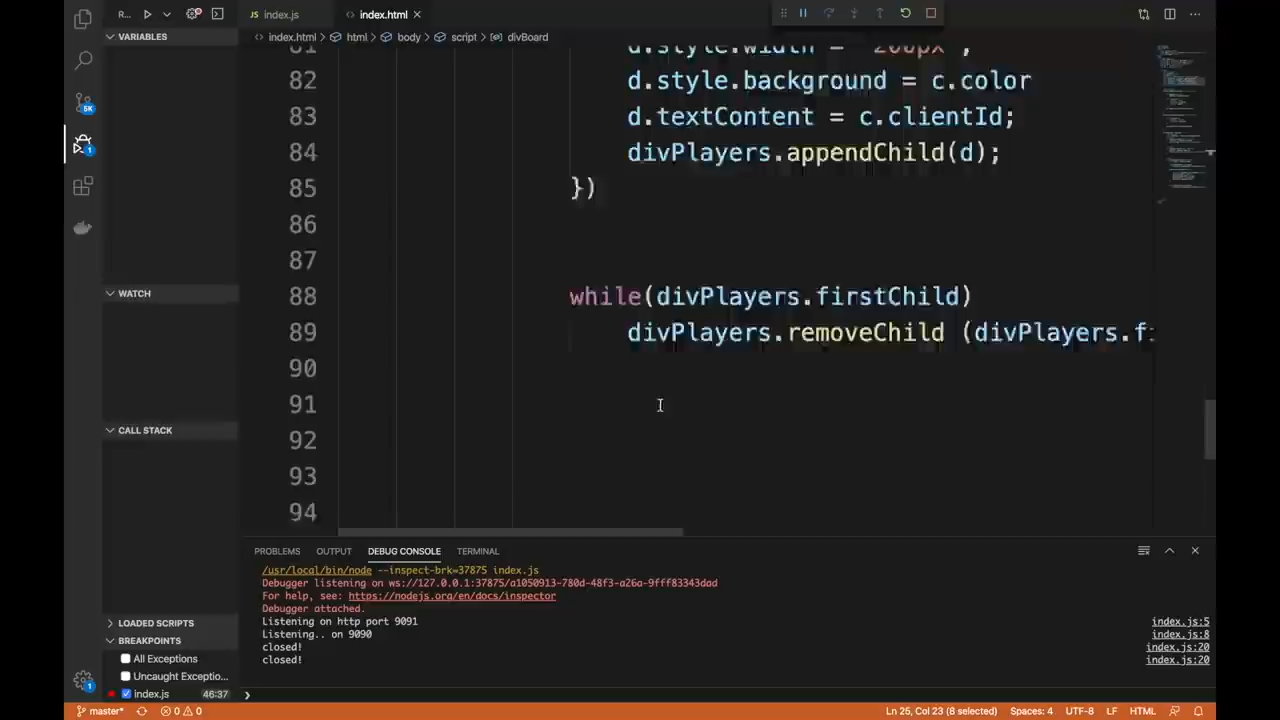 R...
index.js
index.html
VARIABLES
index.html > html > body > script > divBoard
81 d.style.width = "200px";
82 d.style.background = c.color
83 d.textContent = c.clientId;
84 divPlayers.appendChild(d);
85 })
86
87
88 while(divPlayers.firstChild)
89 divPlayers.removeChild (divPlayers.fi
90
91
92
93
94
5K
1
WATCH
CALL STACK
LOADED SCRIPTS
BREAKPOINTS
All Exceptions
Uncaught Exceptio...
index.js 46:37
PROBLEMS OUTPUT DEBUG CONSOLE TERMINAL
/usr/local/bin/node --inspect-brk=37875 index.js
Debugger listening on ws://127.0.0.1:37875/a1050913-780d-48f3-a26a-9fff83343dad
For help, see: https://nodejs.org/en/docs/inspector
Debugger attached.
Listening on http port 9091 index.js:5
Listening.. on 9090 index.js:8
closed! index.js:20
closed! index.js:20
1
master* 0 0 Ln 25, Col 23 (8 selected) Spaces: 4 UTF-8 LF HTML